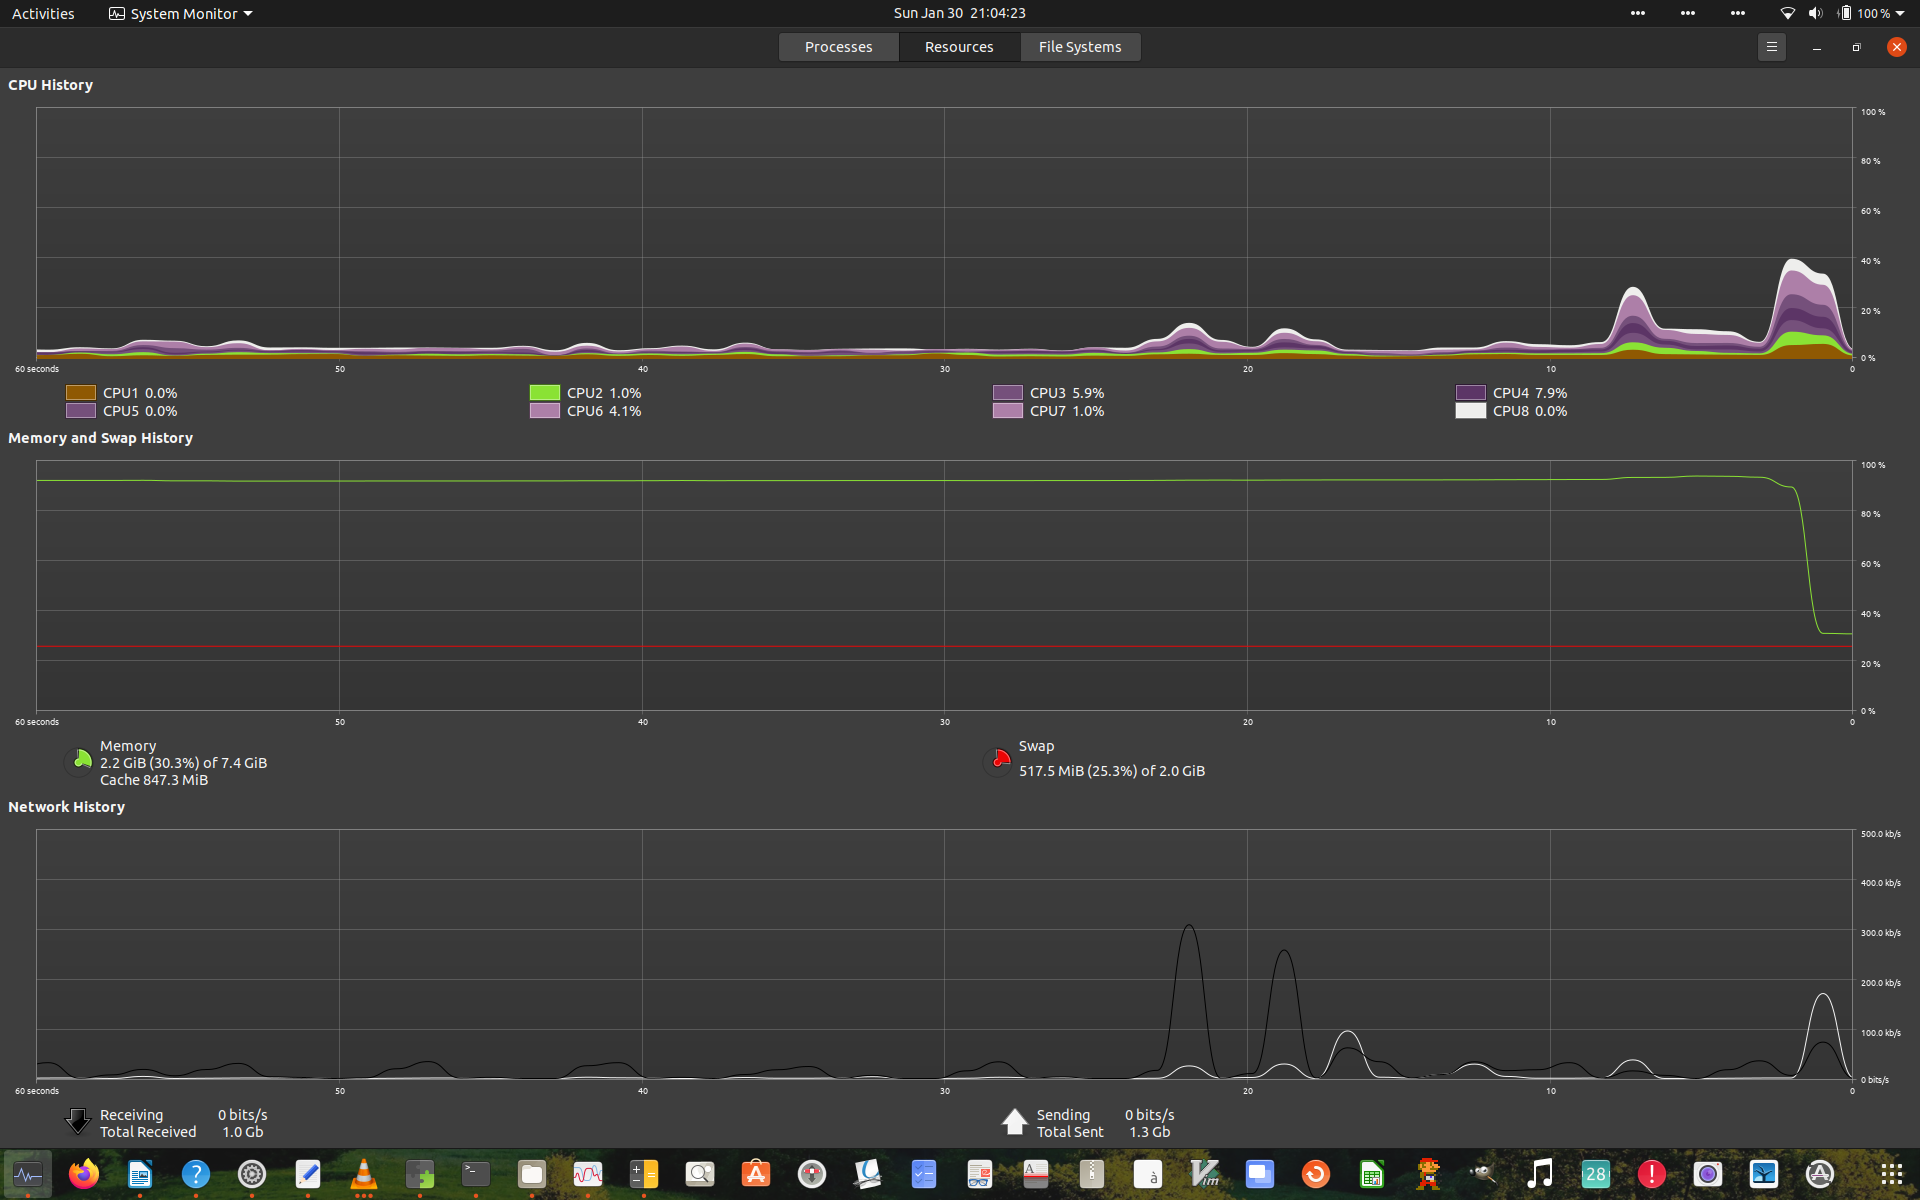 Activities System Monitor Sun Jan 30 21:04:23 100 %
Processes Resources File Systems
CPU History
100 %
80 %
60 %
40 %
20 %
0 %
60 seconds 50 40 30 20 10 0
CPU1 0.0% CPU2 1.0% CPU3 5.9% CPU4 7.9%
CPU5 0.0% CPU6 4.1% CPU7 1.0% CPU8 0.0%
Memory and Swap History
100 %
80 %
60 %
40 %
20 %
0 %
60 seconds 50 40 30 20 10 0
Memory
2.2 GiB (30.3%) of 7.4 GiB
Cache 847.3 MiB
Swap
517.5 MiB (25.3%) of 2.0 GiB
Network History
500.0 kb/s
400.0 kb/s
300.0 kb/s
200.0 kb/s
100.0 kb/s
0 bits/s
60 seconds 50 40 30 20 10 0
Receiving 0 bits/s
Total Received 1.0 Gb
Sending 0 bits/s
Total Sent 1.3 Gb
? >_ A à Vim 28 !